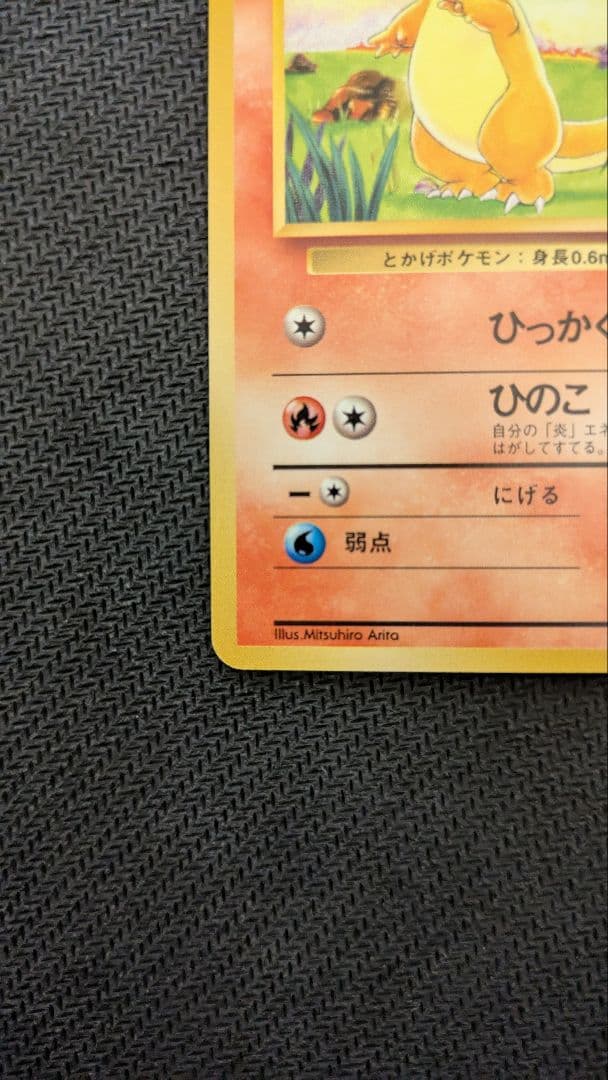 とかげポケモン：身長0.6m
ひっかく
ひのこ
自分の「炎」エネ
はがしてすてる。
にげる
弱点
Illus.Mitsuhiro Arita